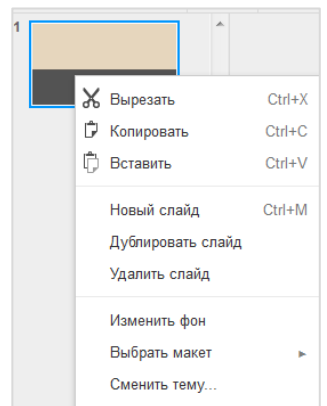 1
Вырезать Ctrl+X
Копировать Ctrl+C
Вставить Ctrl+V
Новый слайд Ctrl+M
Дублировать слайд
Удалить слайд
Изменить фон
Выбрать макет
Сменить тему...